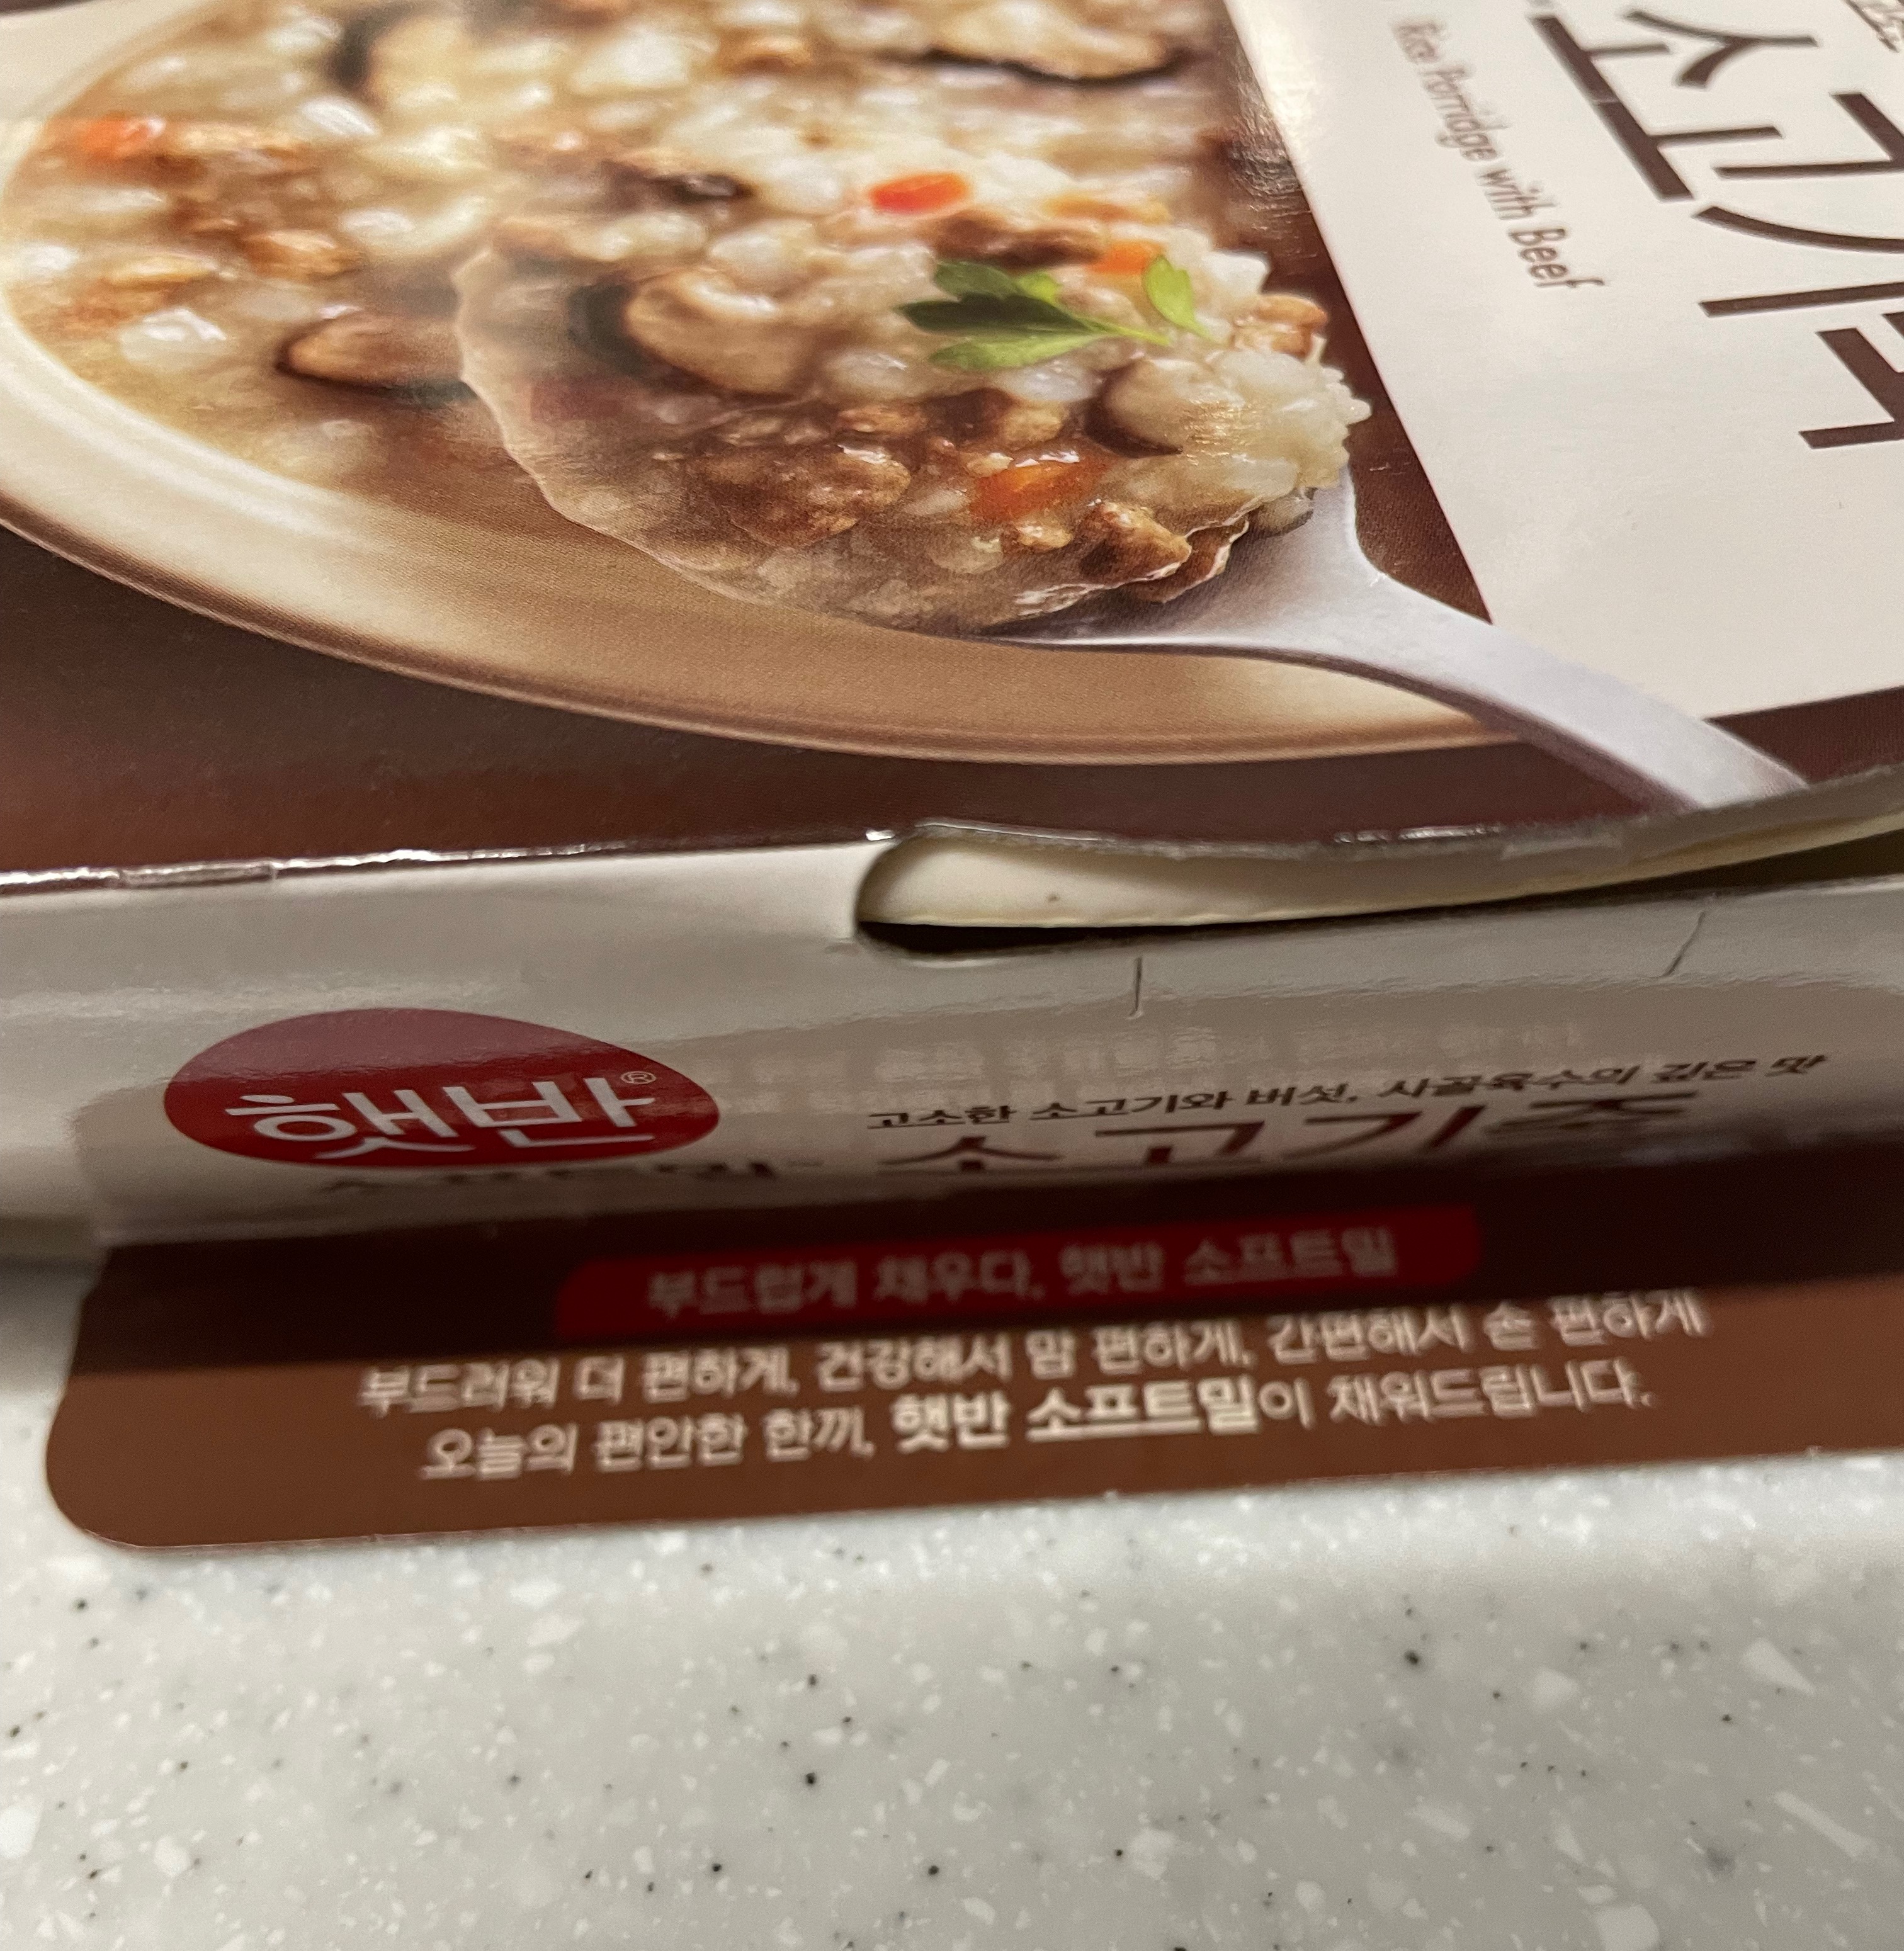 소고기
Rice Porridge with Beef
햇반®
고소한 소고기와 버섯, 사골육수의 깊은 맛
소프트밀 소고기죽
부드럽게 채우다, 햇반 소프트밀
부드러워 더 편하게, 건강해서 맘 편하게, 간편해서 손 편하게
오늘의 편안한 한끼, 햇반 소프트밀이 채워드립니다.